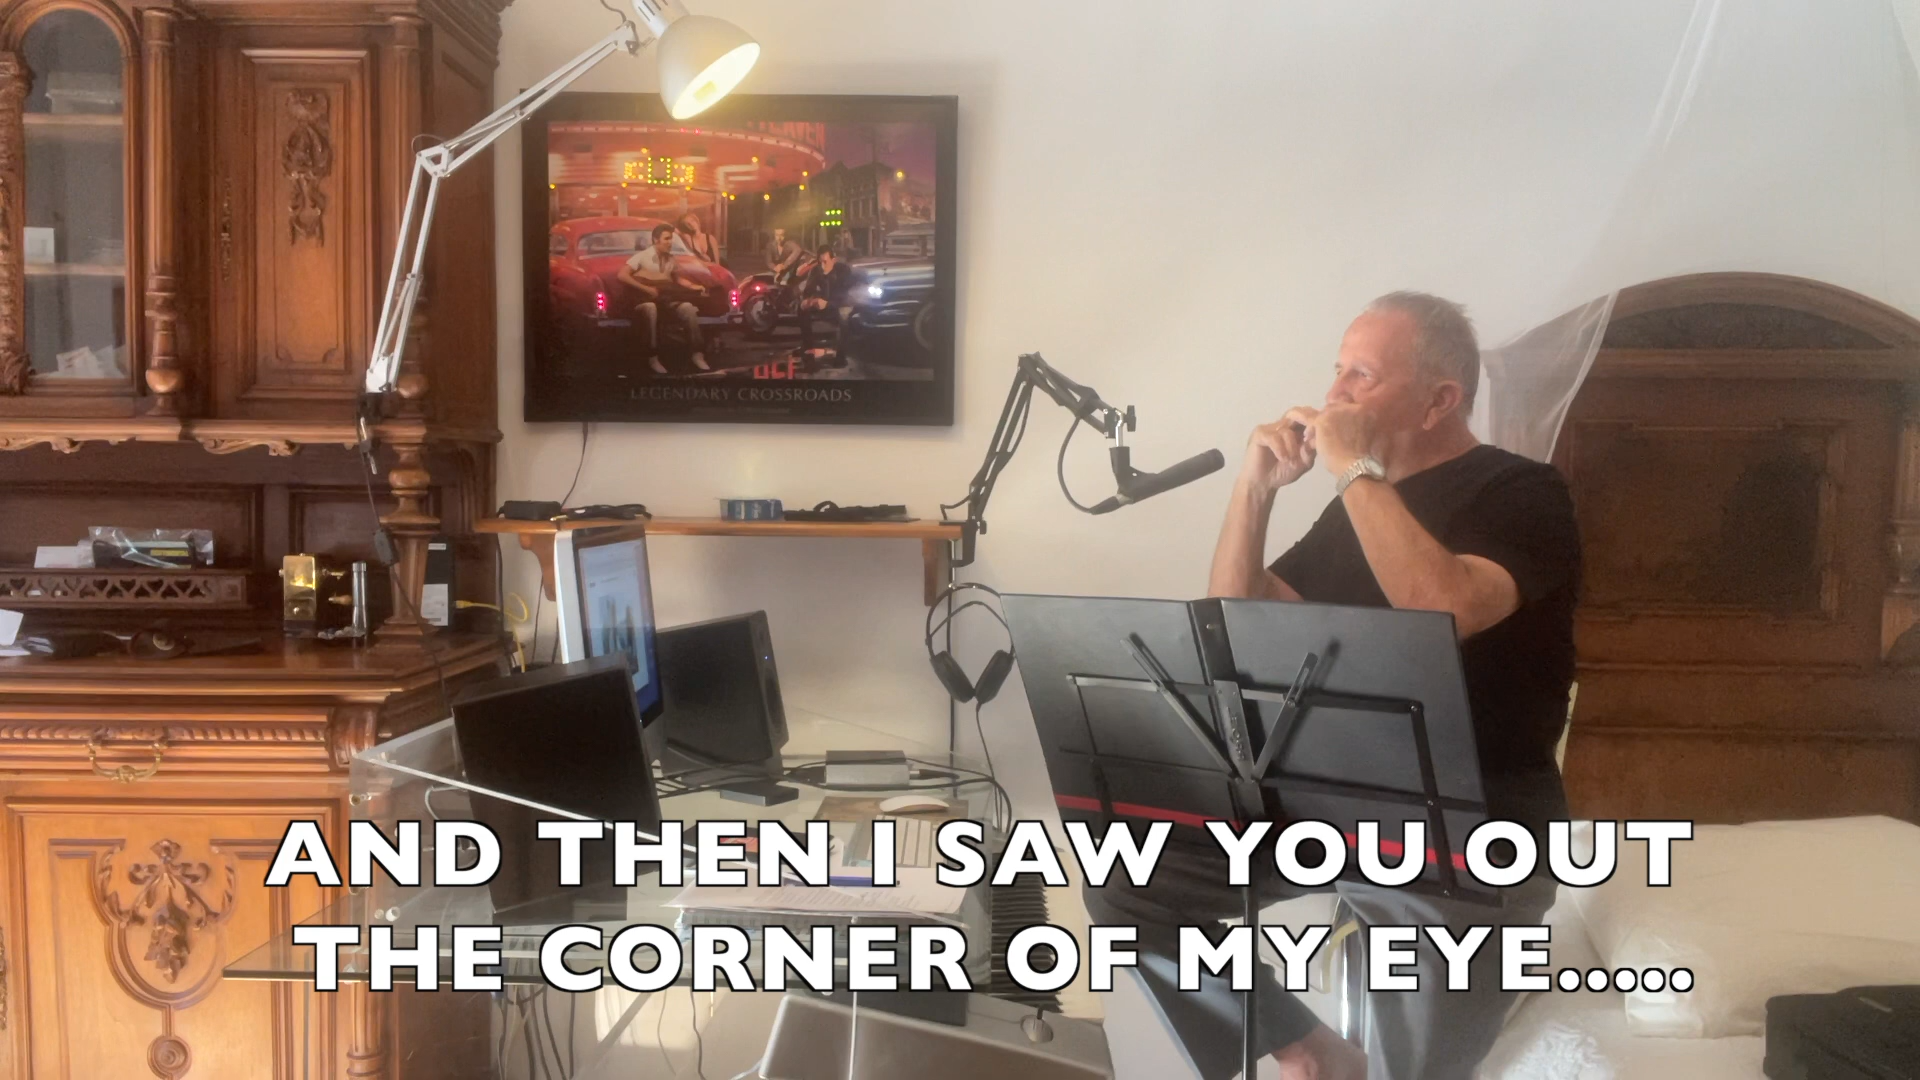 LEGENDARY CROSSROADS
AND THEN I SAW YOU OUT
THE CORNER OF MY EYE.....